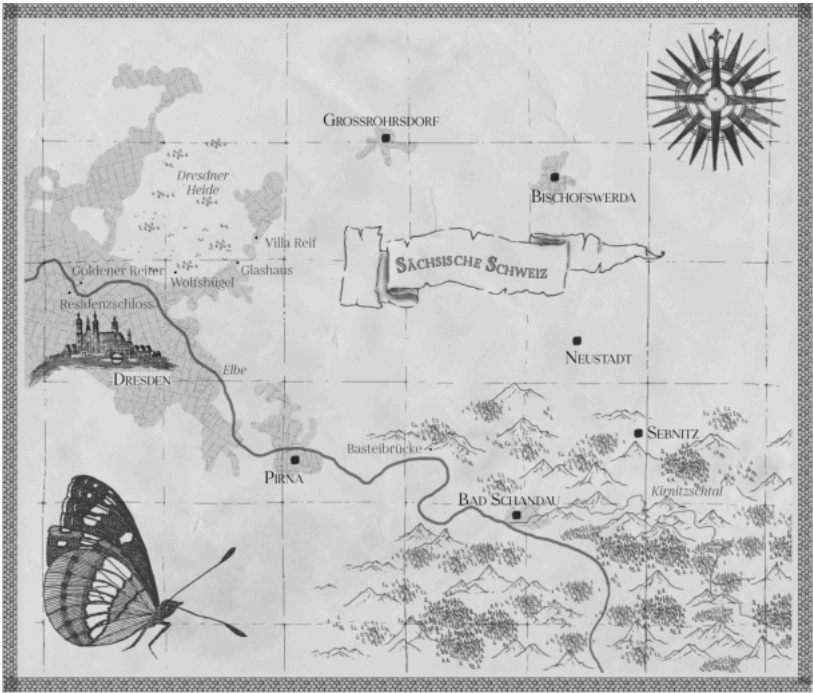 GROSSRÖHRSDORF
Dresdner
Heide
BISCHOFSWERDA
Villa Reif
SÄCHSISCHE SCHWEIZ
Goldener Reiter
Glashaus
Wolfshügel
Residenzschloss
NEUSTADT
Elbe
DRESDEN
SEBNITZ
Basteibrücke
PIRNA
Kirnitzschtal
BAD SCHANDAU